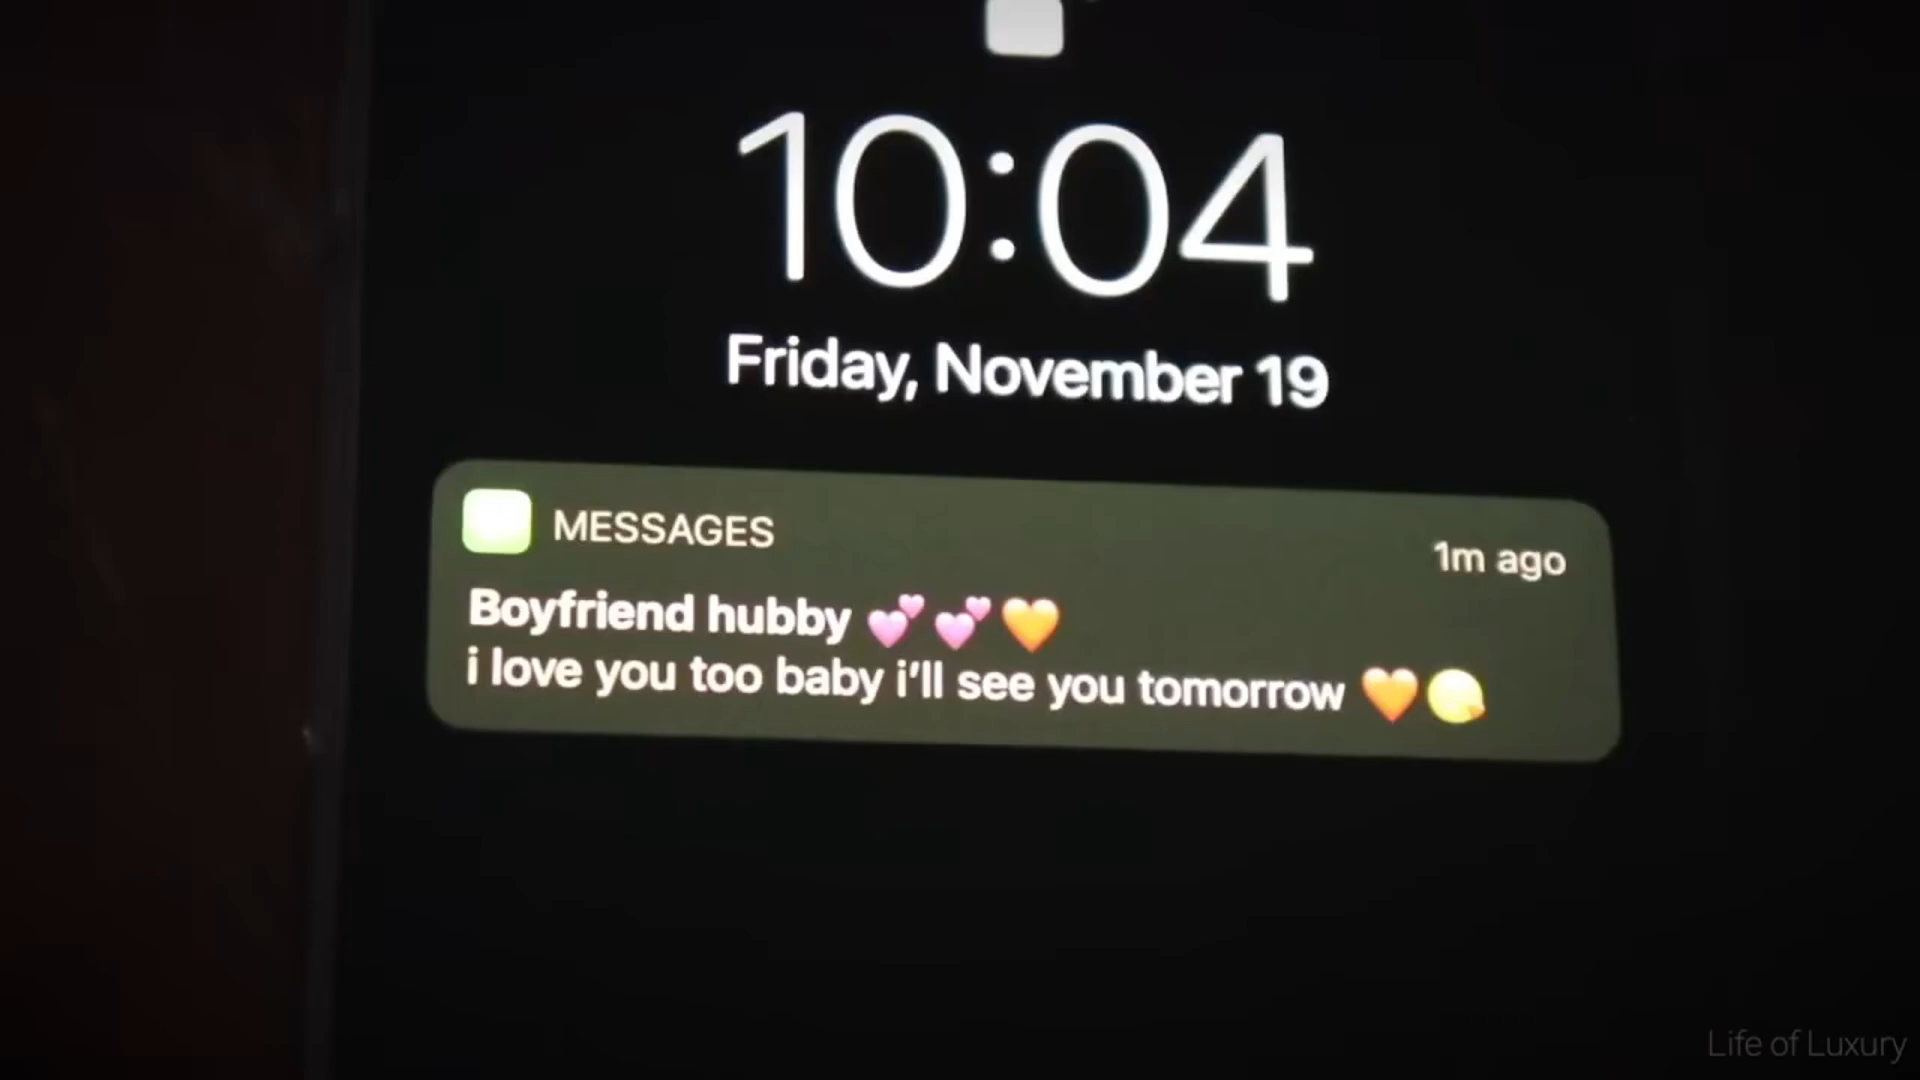 10:04
Friday, November 19
MESSAGES
1m ago
Boyfriend hubby 💕💕🧡
i love you too baby i'll see you tomorrow 🧡😘
Life of Luxury